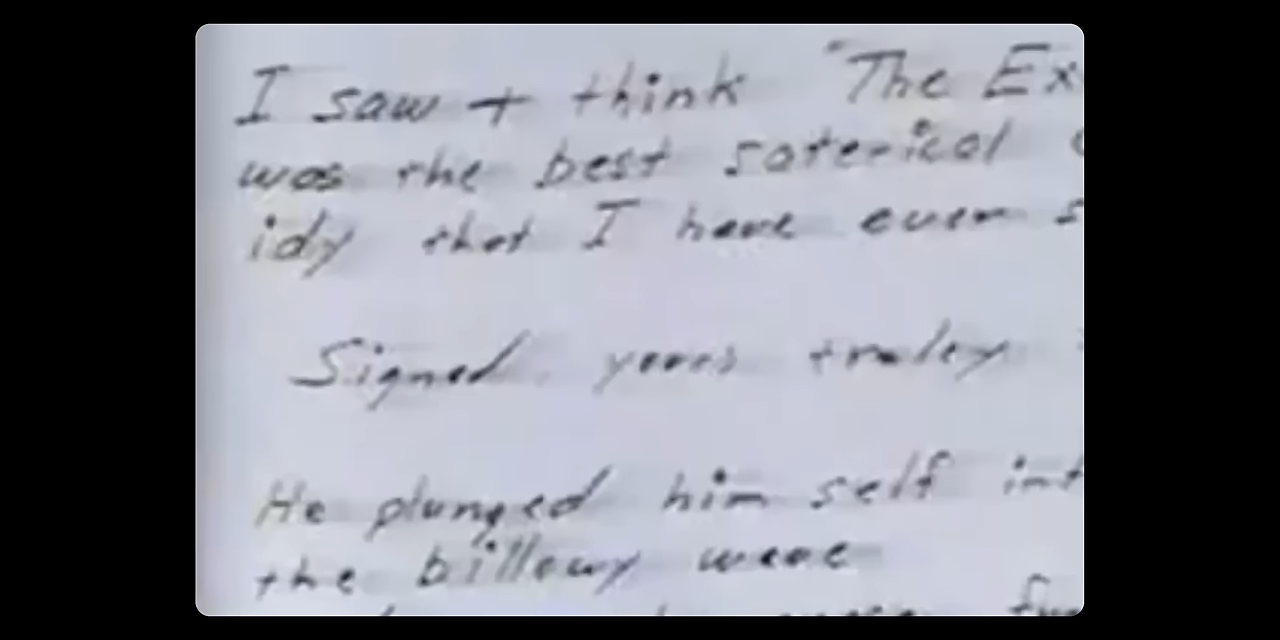 I saw + think "The Ex
was the best saterical
idy that I have ever s
Signed, yours truley
He plunged him self int
the billowy wave